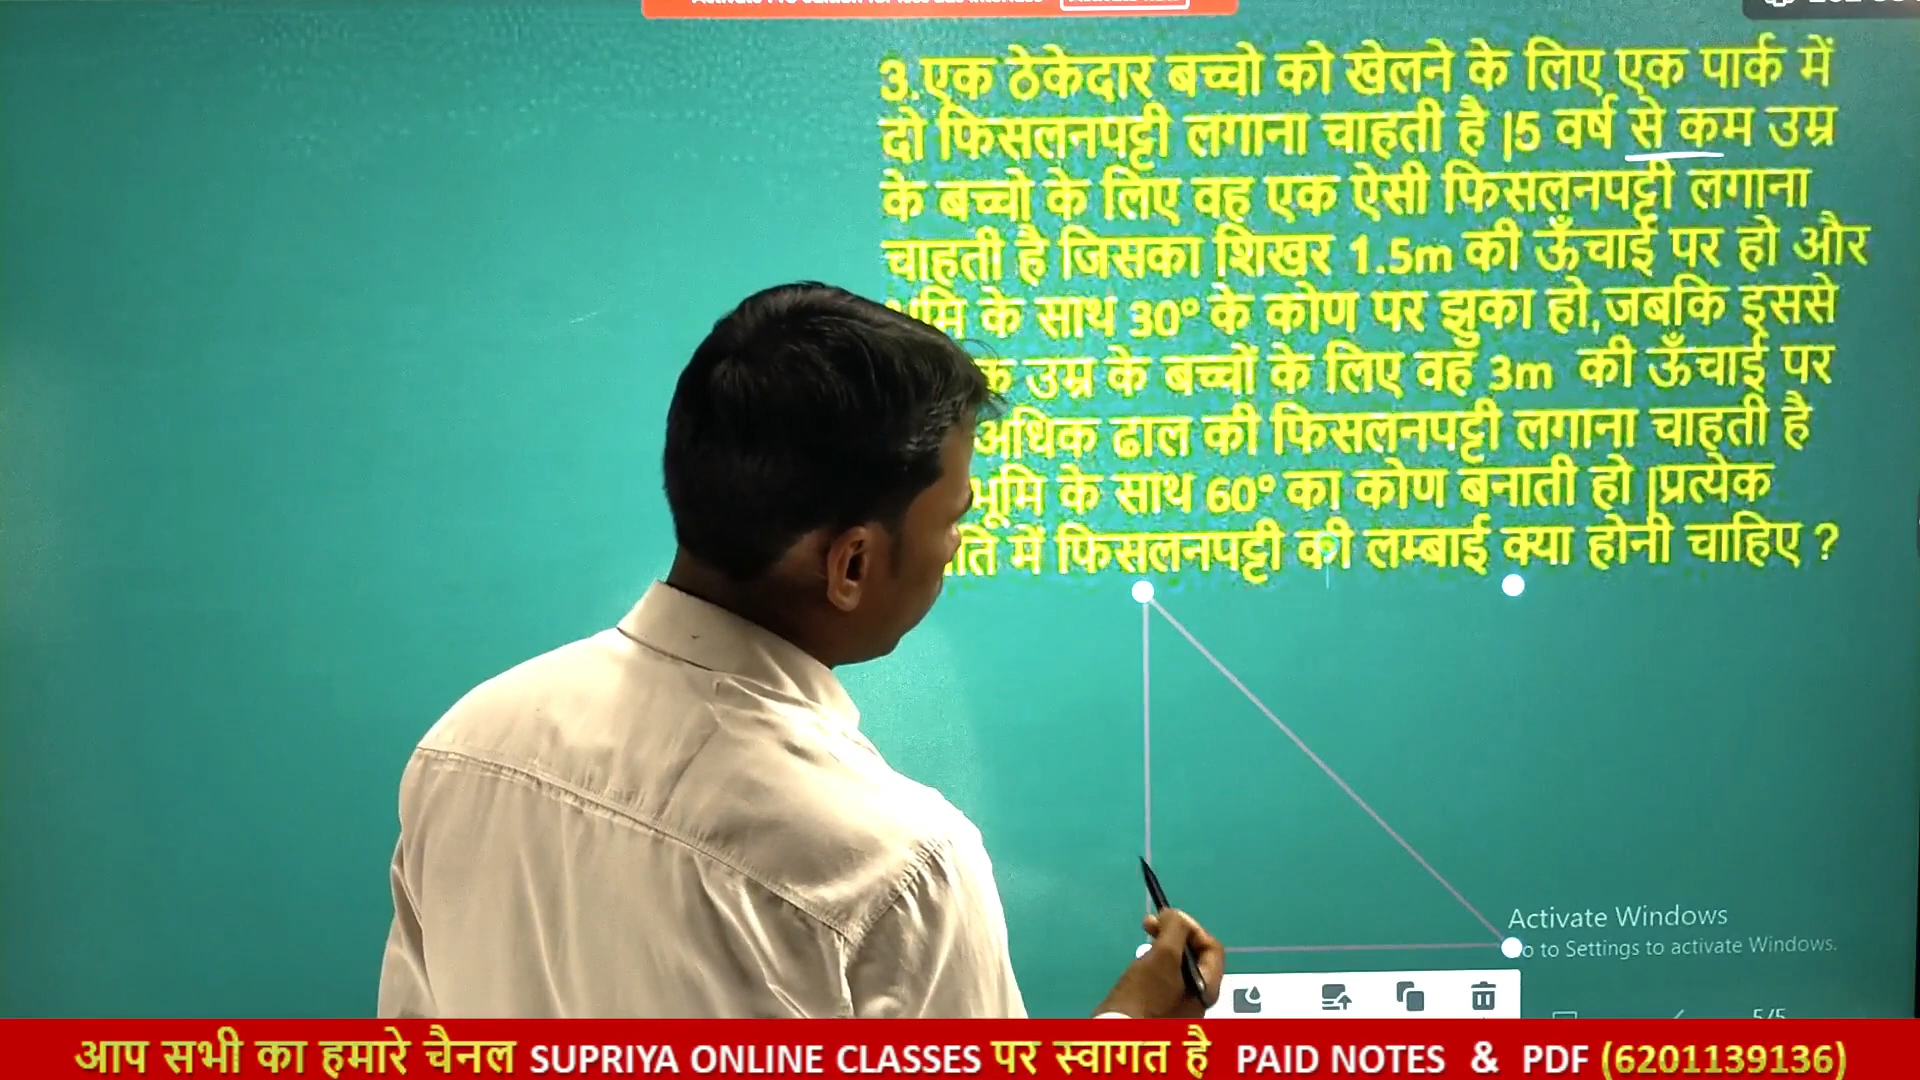 3.एक ठेकेदार बच्चो को खेलने के लिए एक पार्क में
दो फिसलनपट्टी लगाना चाहती है |5 वर्ष से कम उम्र
के बच्चो के लिए वह एक ऐसी फिसलनपट्टी लगाना
चाहती है जिसका शिखर 1.5m की ऊँचाई पर हो और
के साथ 30° के कोण पर झुका हो,जबकि इससे
उम्र के बच्चों के लिए वह 3m की ऊँचाई पर
अधिक ढाल की फिसलनपट्टी लगाना चाहती है
भूमि के साथ 60° का कोण बनाती हो |प्रत्येक
में फिसलनपट्टी की लम्बाई क्या होनी चाहिए ?
Activate Windows
to Settings to activate Windows.
5/5
आप सभी का हमारे चैनल SUPRIYA ONLINE CLASSES पर स्वागत है PAID NOTES & PDF (6201139136)